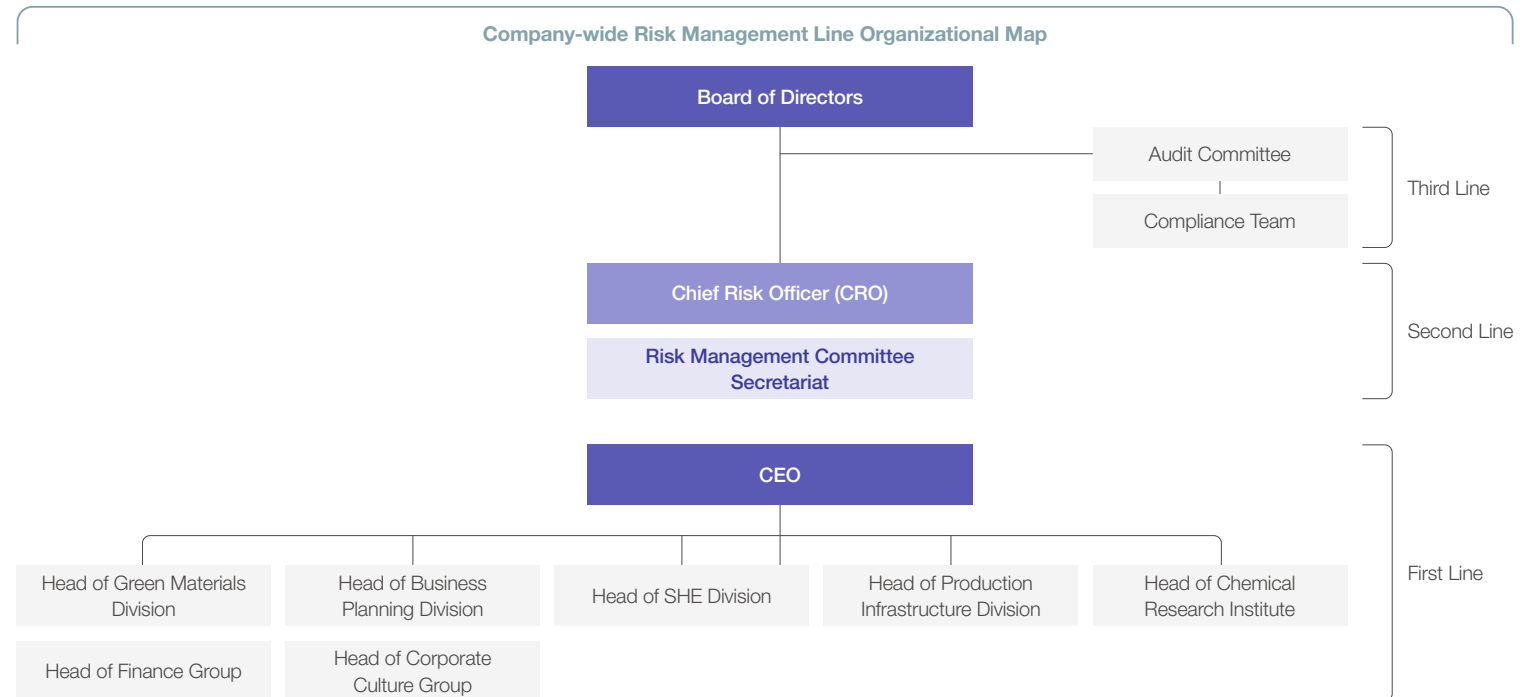 Company-wide Risk Management Line Organizational Map
Board of Directors
Audit Committee
Third Line
Compliance Team
Chief Risk Officer (CRO)
Second Line
Risk Management Committee
Secretariat
CEO
Head of Green Materials
Division
Head of Business
Planning Division
Head of SHE Division
Head of Production
Infrastructure Division
Head of Chemical
Research Institute
First Line
Head of Finance Group
Head of Corporate
Culture Group